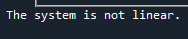 The system is not linear.